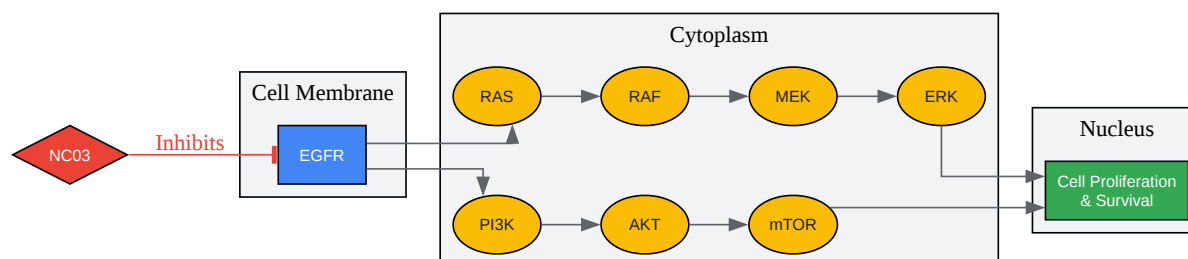 Cytoplasm
Cell Membrane
Nucleus
RAS
RAF
MEK
ERK
NC03
Inhibits
EGFR
Cell Proliferation
& Survival
PI3K
AKT
mTOR